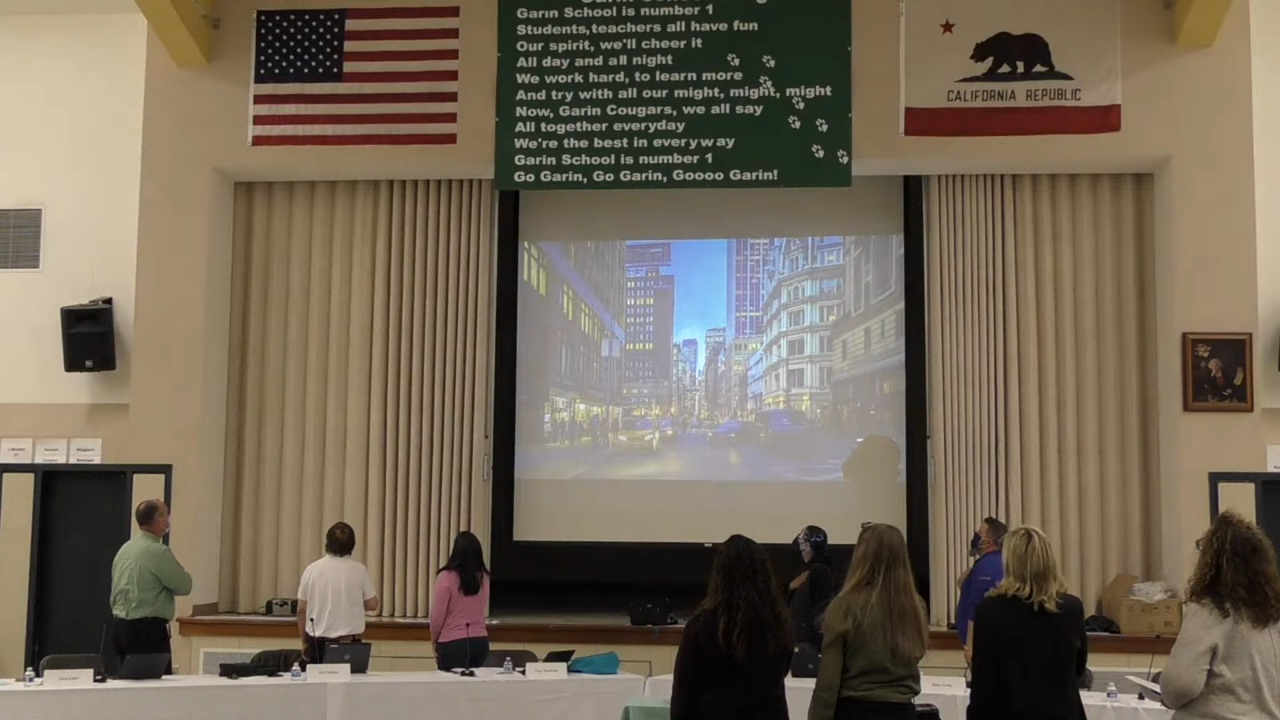 Garin School is number 1
Students,teachers all have fun
Our spirit, we'll cheer it
All day and all night
We work hard, to learn more
And try with all our might, might, might
Now, Garin Cougars, we all say
All together everyday
We're the best in everyway
Garin School is number 1
Go Garin, Go Garin, Goooo Garin!
CALIFORNIA REPUBLIC